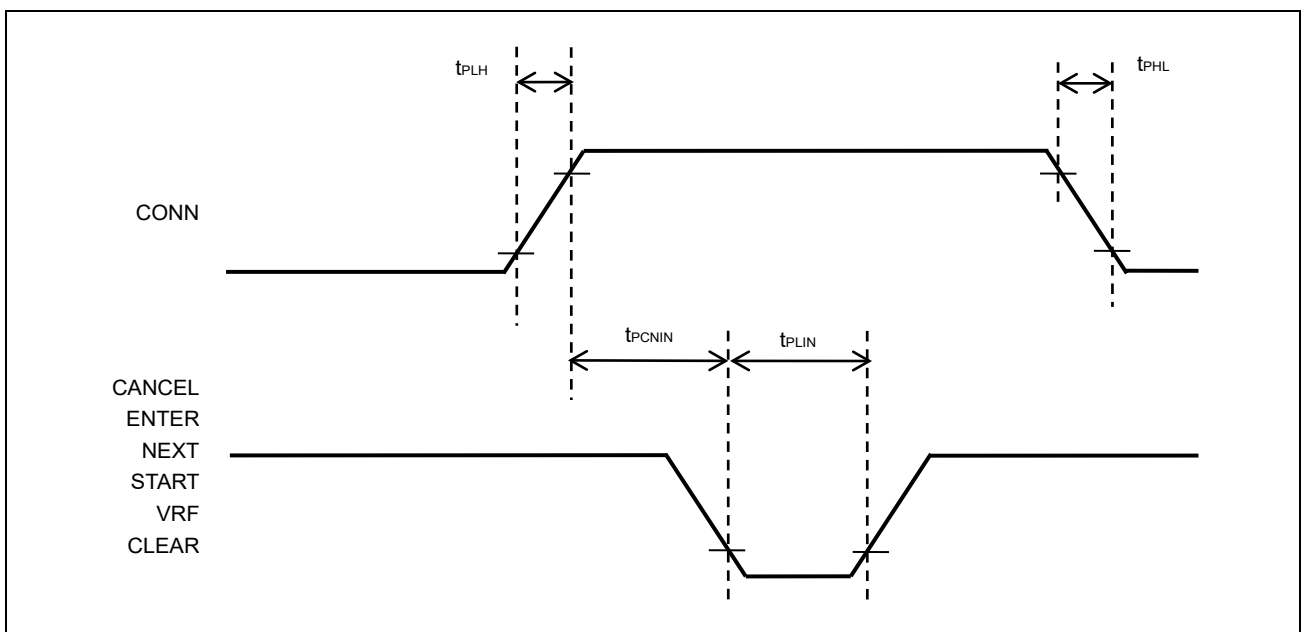 tPLH
tPHL
CONN
tPCNIN
tPLIN
CANCEL
ENTER
NEXT
START
VRF
CLEAR